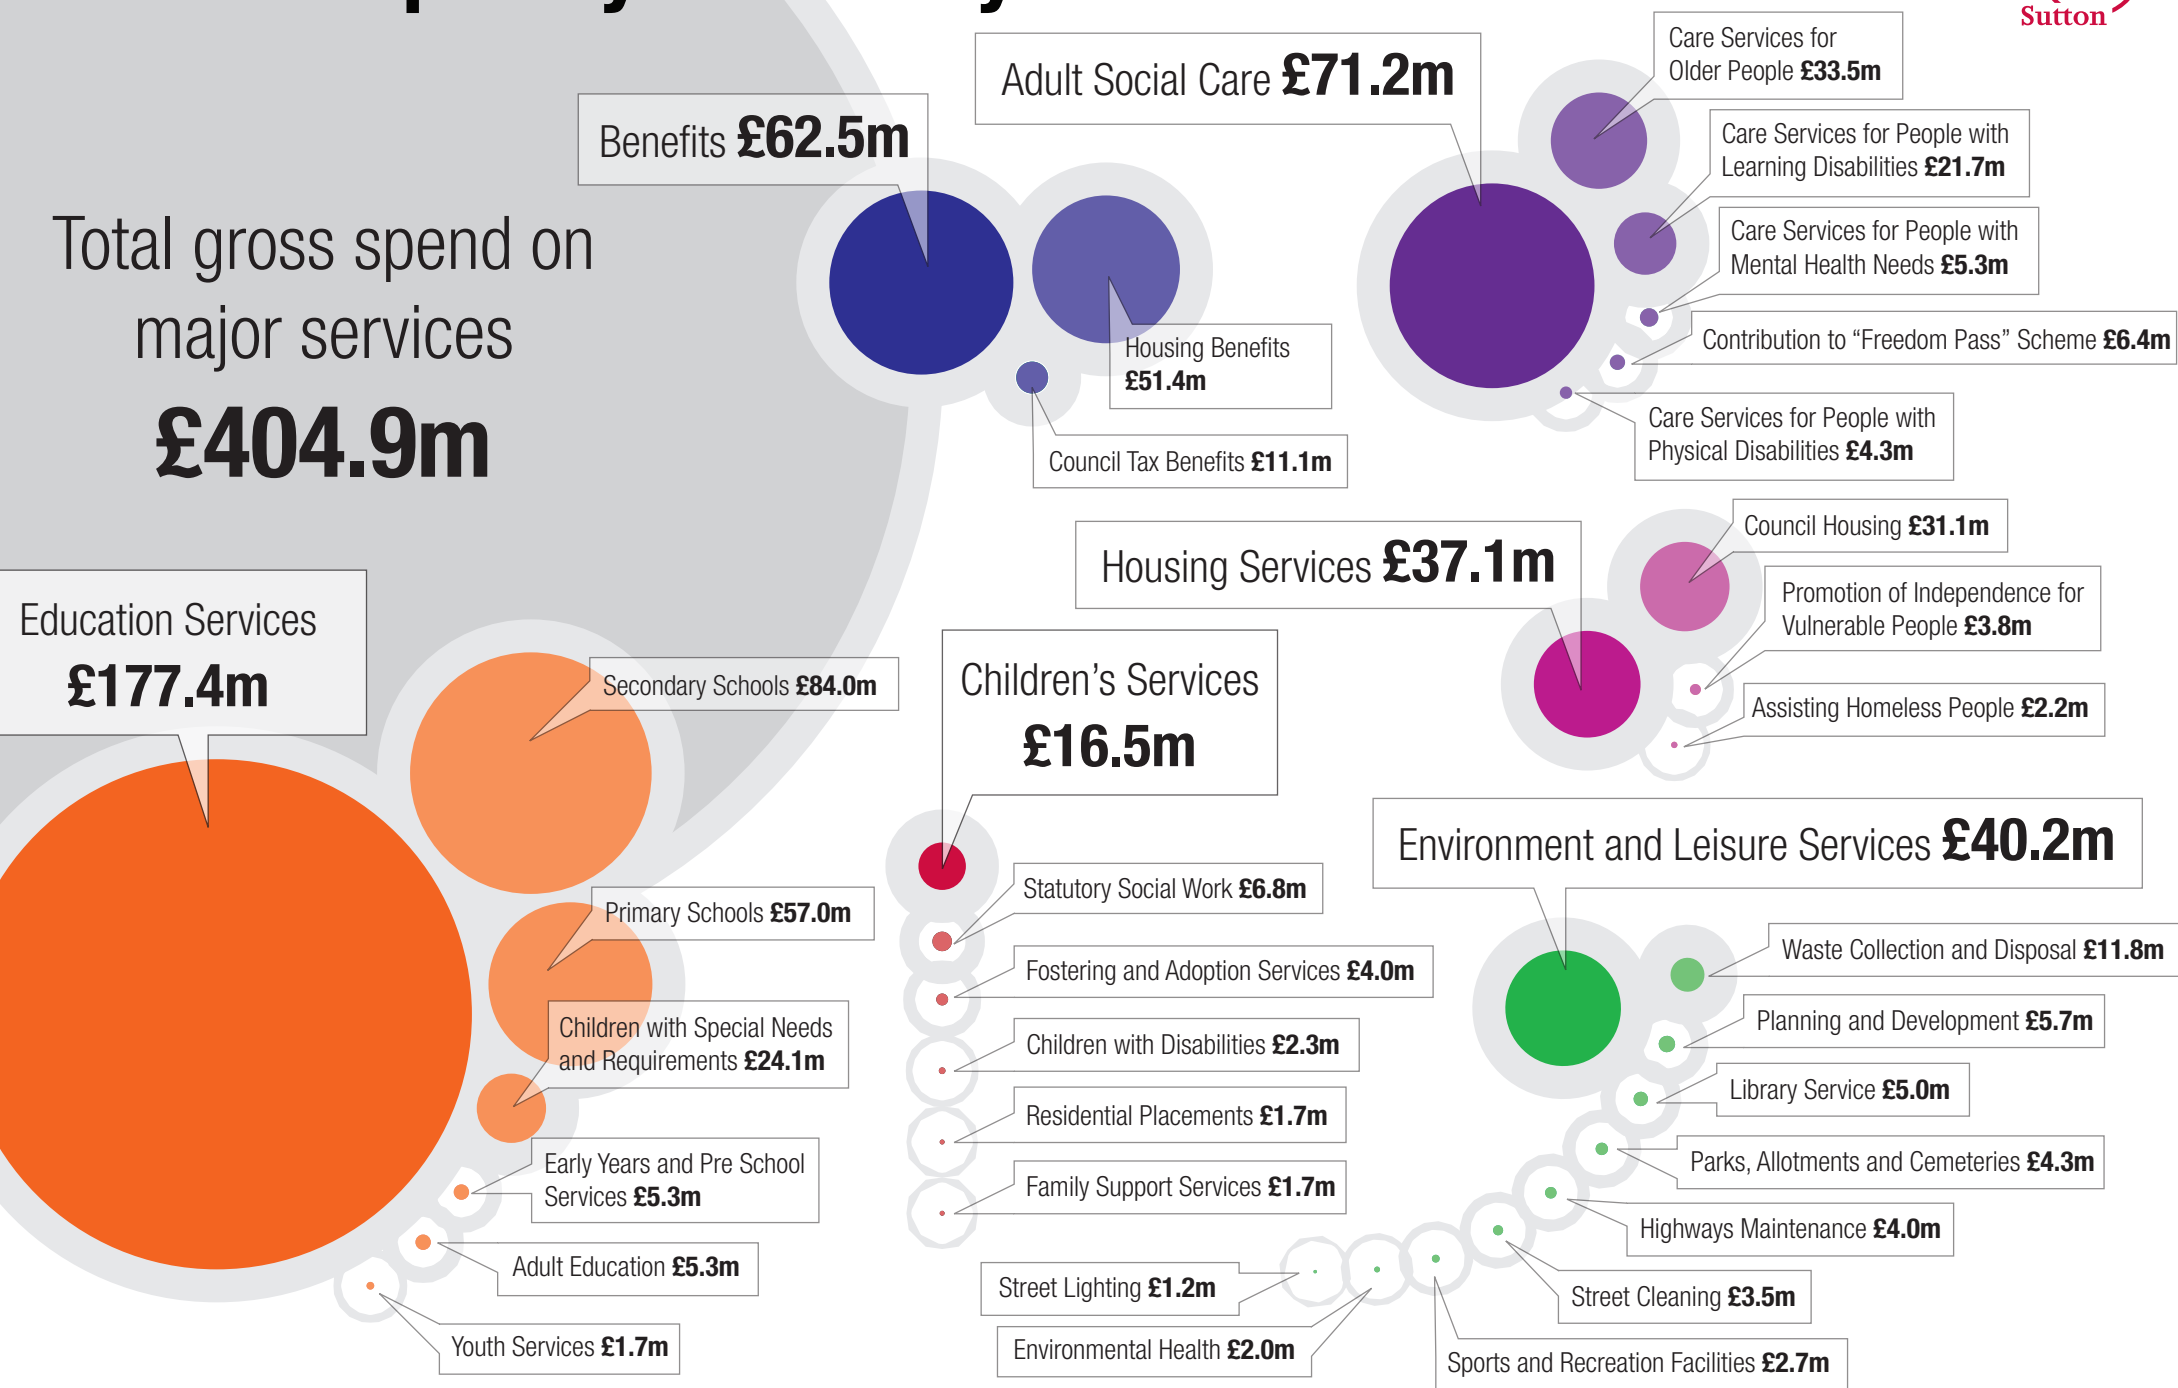 Sutton
Total gross spend on
major services
£404.9m
Benefits £62.5m
Housing Benefits
£51.4m
Council Tax Benefits £11.1m
Adult Social Care £71.2m
Care Services for
Older People £33.5m
Care Services for People with
Learning Disabilities £21.7m
Care Services for People with
Mental Health Needs £5.3m
Contribution to “Freedom Pass” Scheme £6.4m
Care Services for People with
Physical Disabilities £4.3m
Housing Services £37.1m
Council Housing £31.1m
Promotion of Independence for
Vulnerable People £3.8m
Assisting Homeless People £2.2m
Education Services
£177.4m
Secondary Schools £84.0m
Primary Schools £57.0m
Children with Special Needs
and Requirements £24.1m
Early Years and Pre School
Services £5.3m
Adult Education £5.3m
Youth Services £1.7m
Children’s Services
£16.5m
Statutory Social Work £6.8m
Fostering and Adoption Services £4.0m
Children with Disabilities £2.3m
Residential Placements £1.7m
Family Support Services £1.7m
Environment and Leisure Services £40.2m
Waste Collection and Disposal £11.8m
Planning and Development £5.7m
Library Service £5.0m
Parks, Allotments and Cemeteries £4.3m
Highways Maintenance £4.0m
Street Cleaning £3.5m
Sports and Recreation Facilities £2.7m
Environmental Health £2.0m
Street Lighting £1.2m